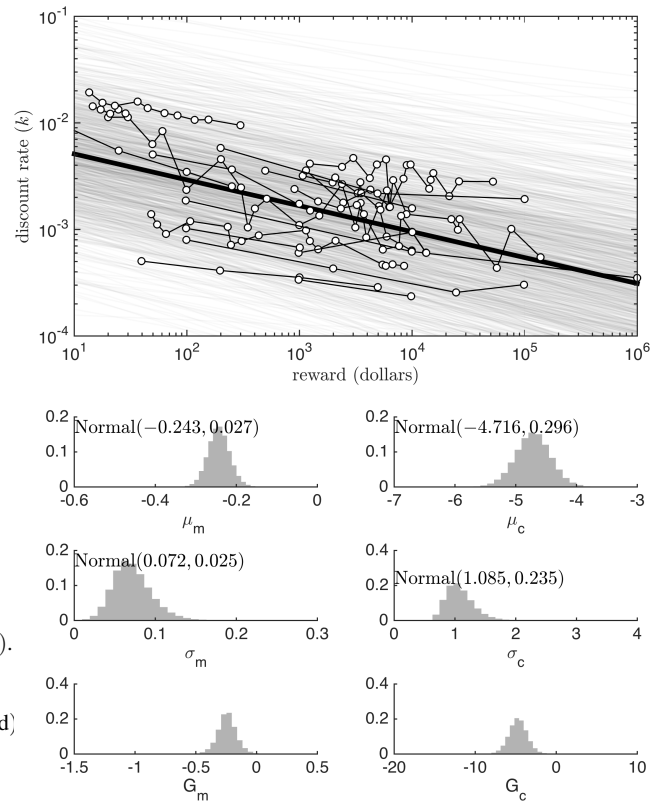 10^-1
10^-2
10^-3
10^-4
discount rate (k)
10^1 10^2 10^3 10^4 10^5 10^6
reward (dollars)
0.2
0.1
0
Normal(−0.243, 0.027)
-0.6 -0.4 -0.2 0
μ_m
0.2
0.1
0
Normal(−4.716, 0.296)
-7 -6 -5 -4 -3
μ_c
0.2
0.1
0
Normal(0.072, 0.025)
0 0.1 0.2 0.3
σ_m
0.4
0.2
0
Normal(1.085, 0.235)
0 1 2 3 4
σ_c
).
0.4
0.2
0
-1.5 -1 -0.5 0 0.5
G_m
d)
0.4
0.2
0
-20 -10 0 10
G_c